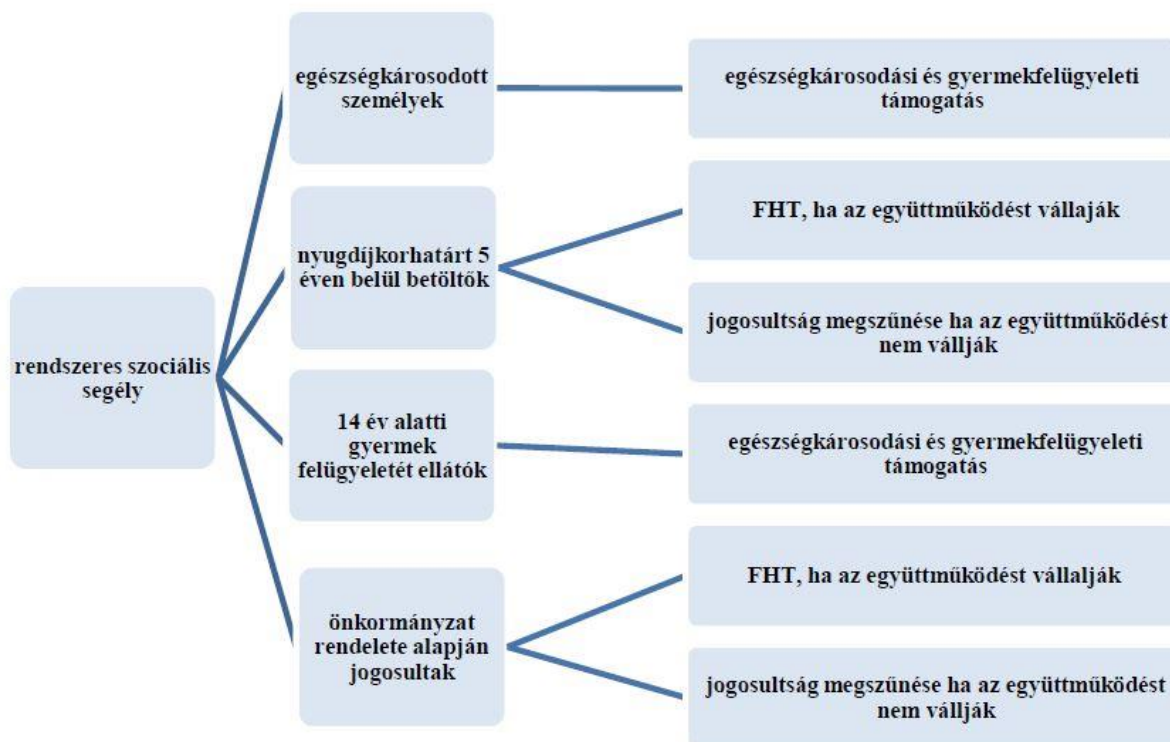 rendszeres szociális
segély
egészségkárosodott
személyek
egészségkárosodási és gyermekfelügyeleti
támogatás
nyugdíjkorhatárt 5
éven belül betöltők
FHT, ha az együttműködést vállaják
jogosultság megszűnése ha az együttműködést
nem vállják
14 év alatti
gyermek
felügyeletét ellátók
egészségkárosodási és gyermekfelügyeleti
támogatás
önkormányzat
rendelete alapján
jogosultak
FHT, ha az együttműködést vállalják
jogosultság megszűnése ha az együttműködést
nem vállják